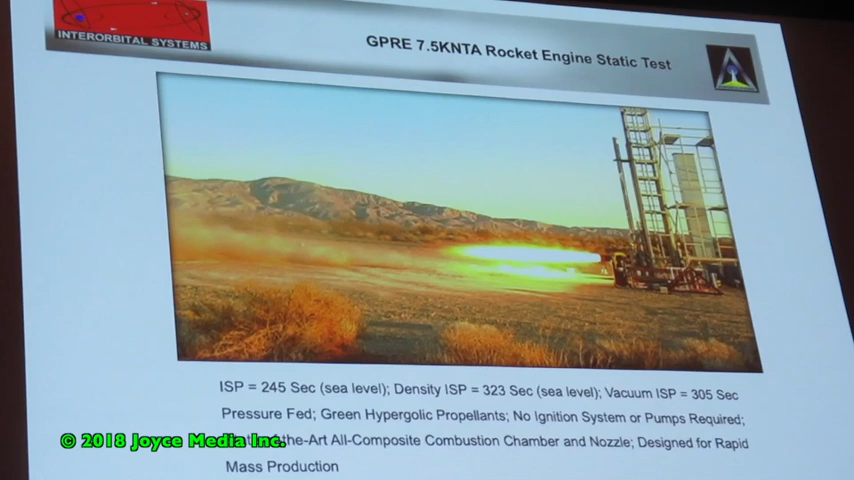 INTERORBITAL SYSTEMS
GPRE 7.5KNTA Rocket Engine Static Test
ISP = 245 Sec (sea level); Density ISP = 323 Sec (sea level); Vacuum ISP = 305 Sec
Pressure Fed; Green Hypergolic Propellants; No Ignition System or Pumps Required;
the-Art All-Composite Combustion Chamber and Nozzle; Designed for Rapid
Mass Production
© 2018 Joyce Media Inc.